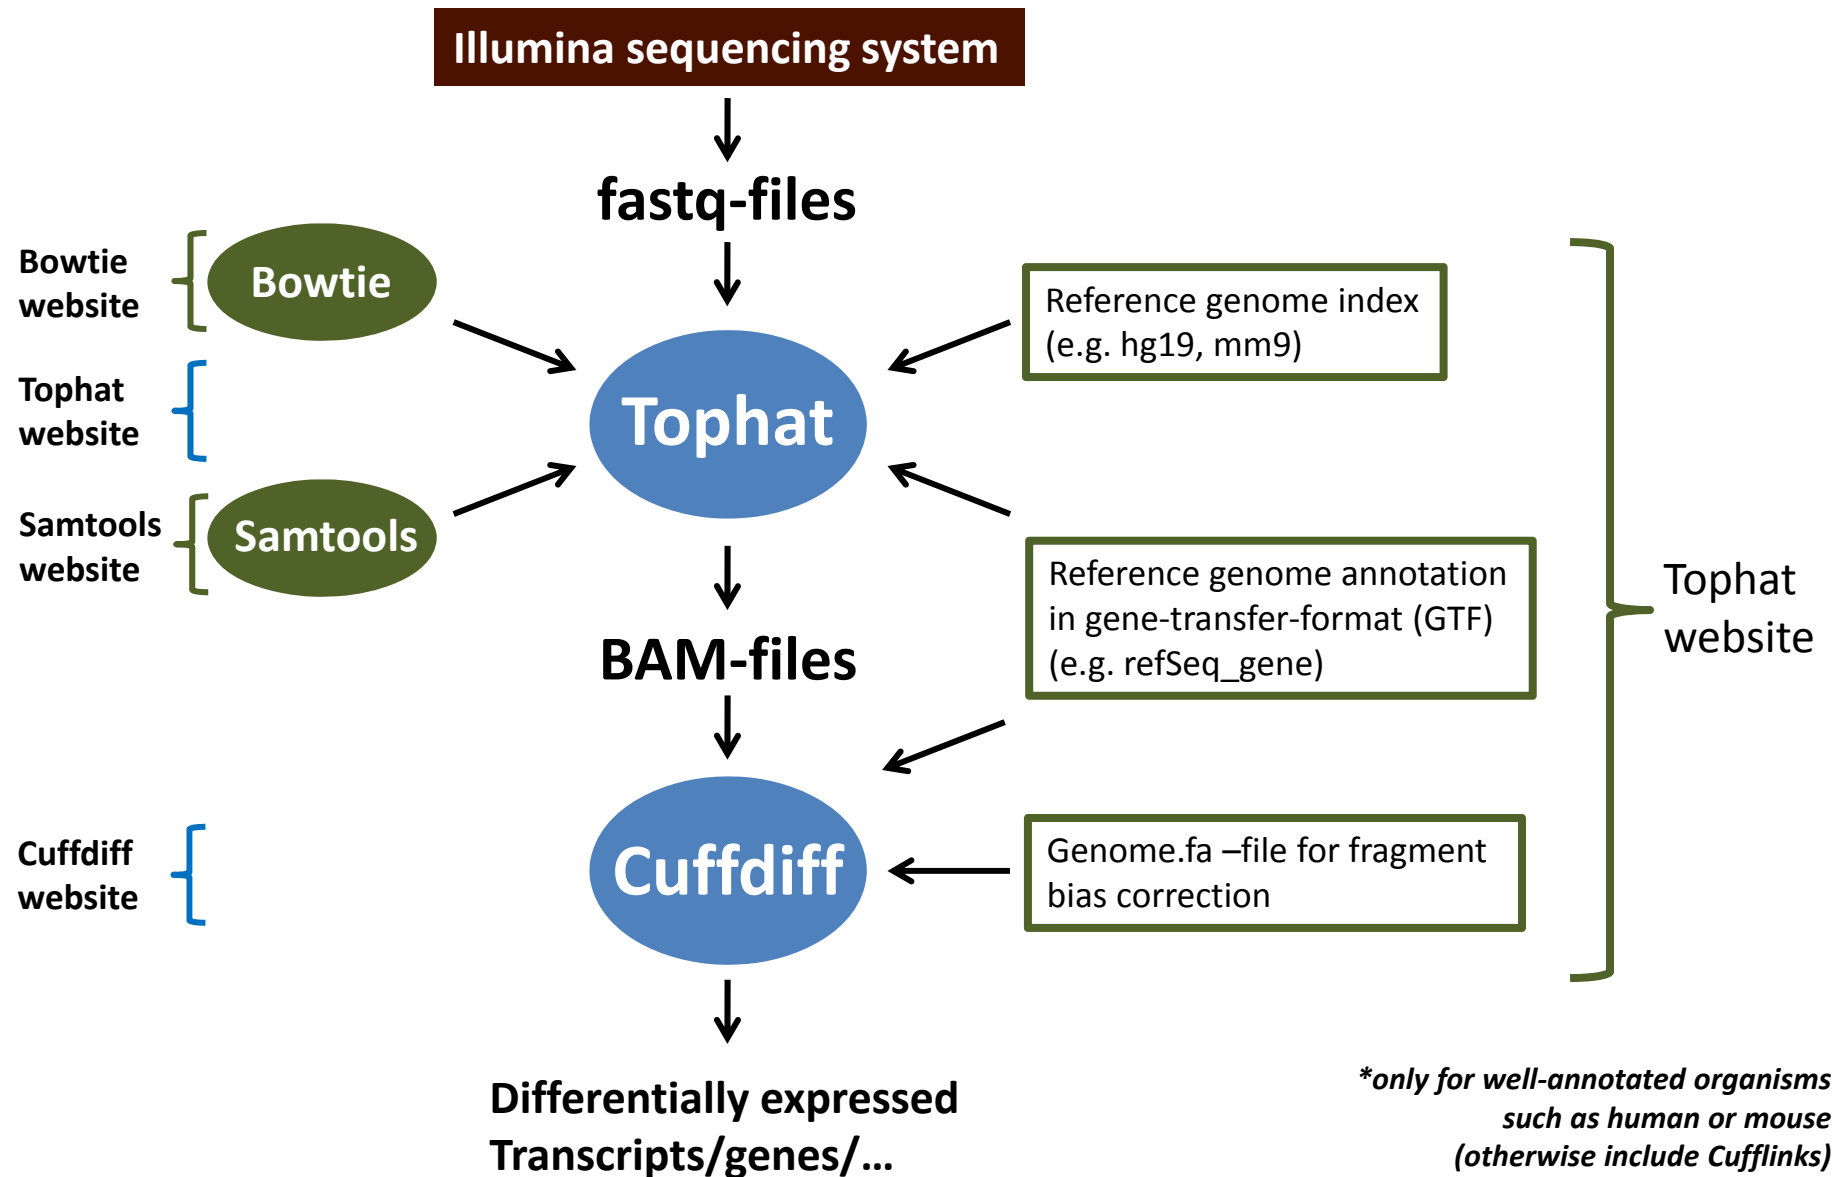 Illumina sequencing system
fastq-files
Bowtie
website
Bowtie
Reference genome index
(e.g. hg19, mm9)
Tophat
website
Tophat
Samtools
website
Samtools
Reference genome annotation
in gene-transfer-format (GTF)
(e.g. refSeq_gene)
Tophat
website
BAM-files
Cuffdiff
website
Cuffdiff
Genome.fa –file for fragment
bias correction
Differentially expressed
Transcripts/genes/...
*only for well-annotated organisms
such as human or mouse
(otherwise include Cufflinks)